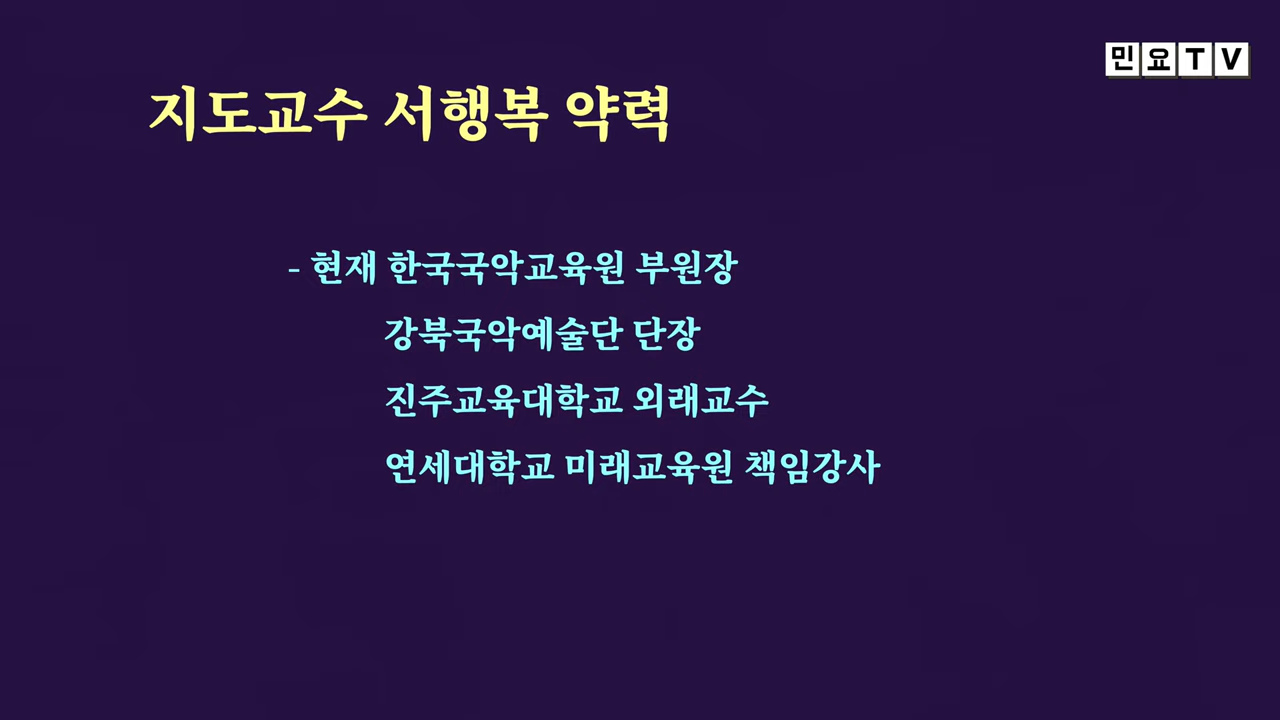 민요TV
지도교수 서행복 약력
- 현재 한국국악교육원 부원장
강북국악예술단 단장
진주교육대학교 외래교수
연세대학교 미래교육원 책임강사